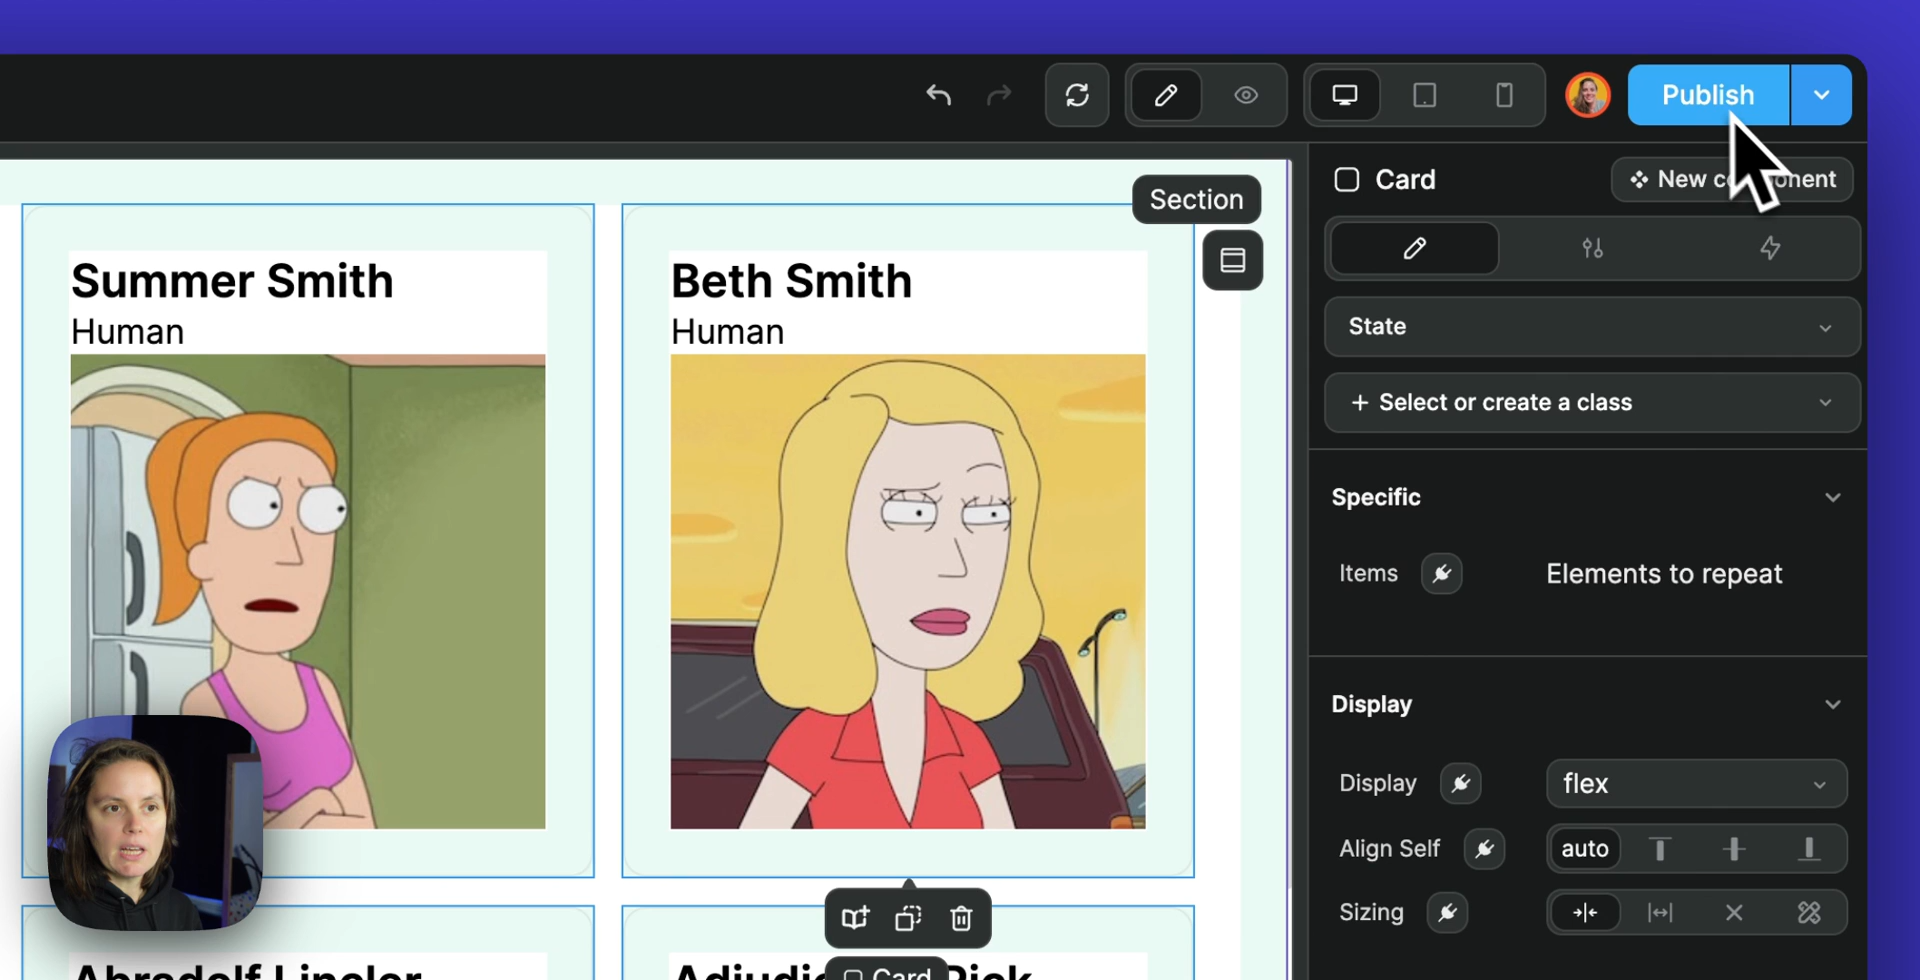 Publish
Card
New component
Section
Summer Smith
Human
Beth Smith
Human
State
+ Select or create a class
Specific
Items
Elements to repeat
Display
Display
flex
Align Self
auto
Sizing
Card